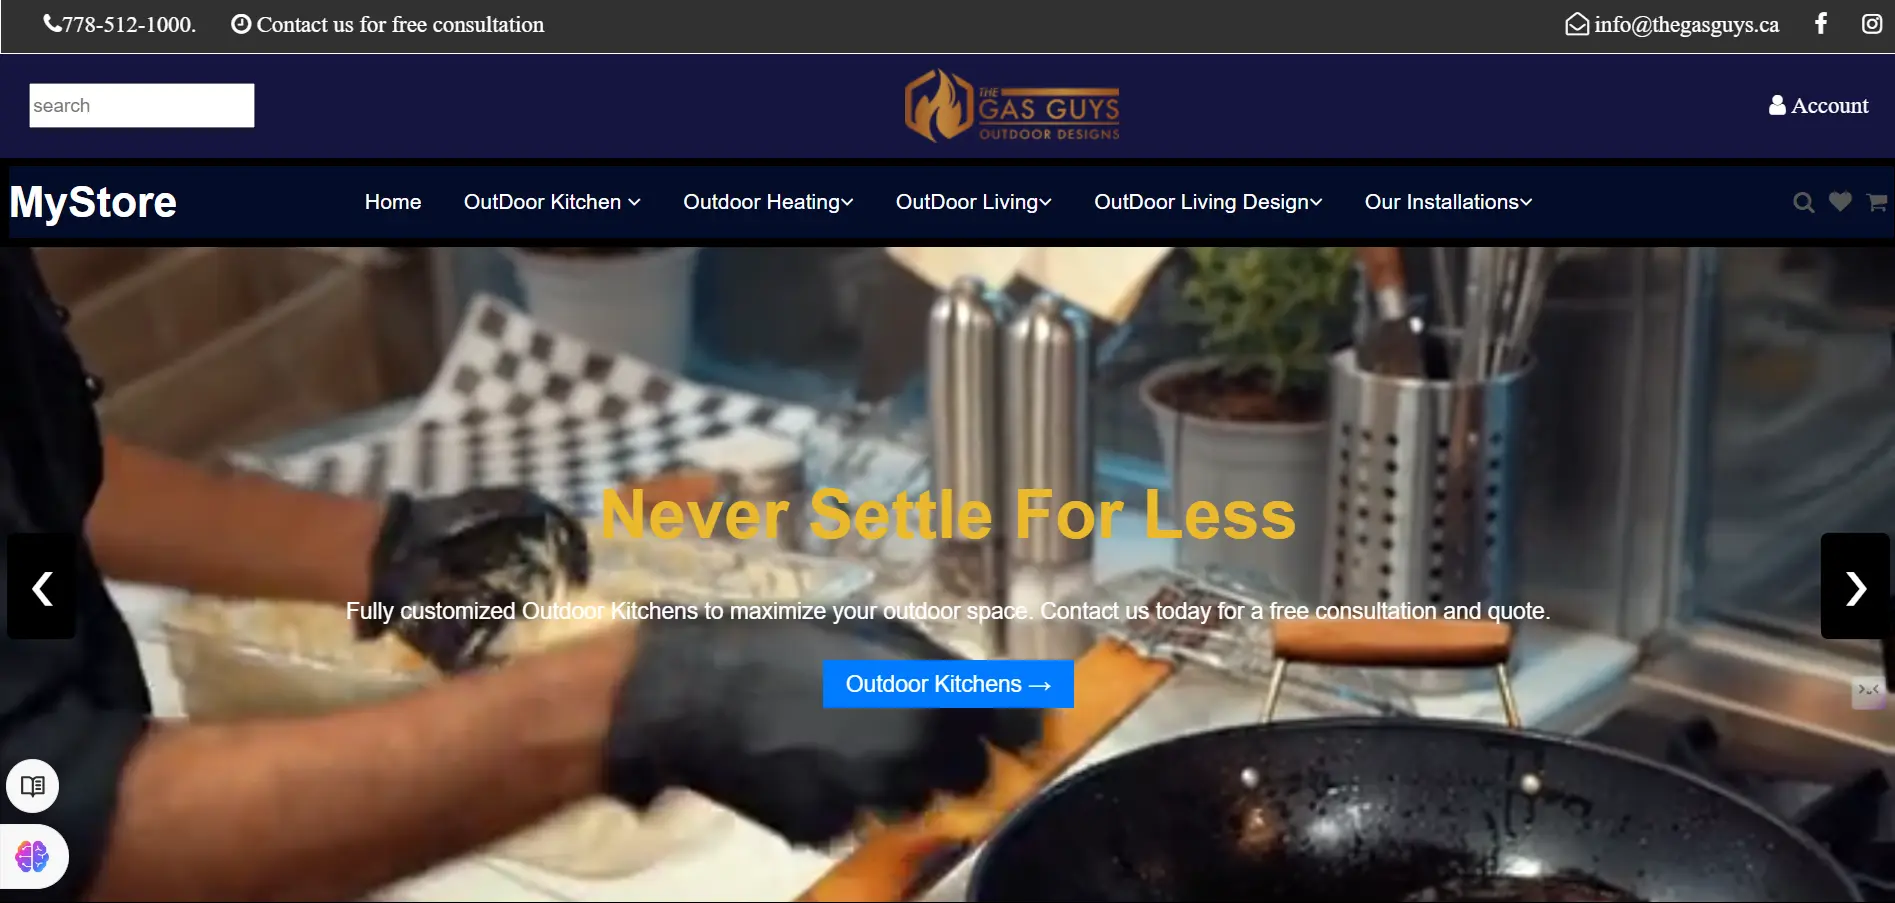 778-512-1000.
Contact us for free consultation
info@thegasguys.ca
search
THE
GAS GUYS
OUTDOOR DESIGNS
Account
MyStore
Home
OutDoor Kitchen
Outdoor Heating
OutDoor Living
OutDoor Living Design
Our Installations
Never Settle For Less
Fully customized Outdoor Kitchens to maximize your outdoor space. Contact us today for a free consultation and quote.
Outdoor Kitchens →